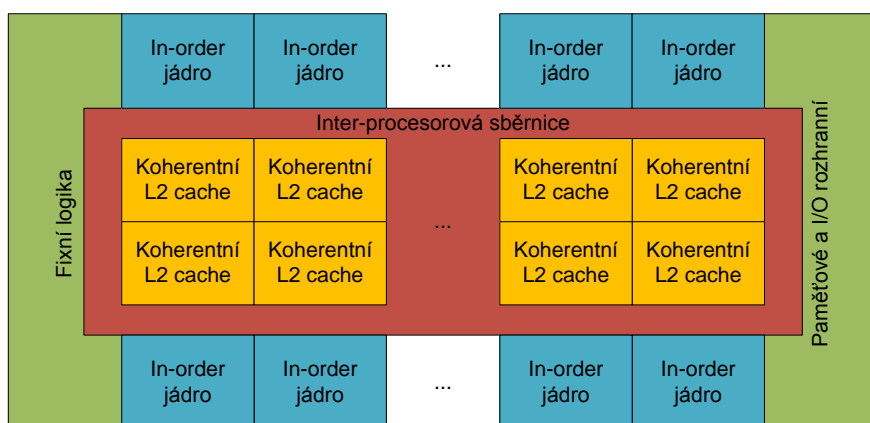 In-order
jádro
In-order
jádro
...
In-order
jádro
In-order
jádro
Inter-procesorová sběrnice
Fixní logika
Koherentní
L2 cache
Koherentní
L2 cache
...
Koherentní
L2 cache
Koherentní
L2 cache
Koherentní
L2 cache
Koherentní
L2 cache
Koherentní
L2 cache
Koherentní
L2 cache
Paměťové a I/O rozhranní
In-order
jádro
In-order
jádro
...
In-order
jádro
In-order
jádro